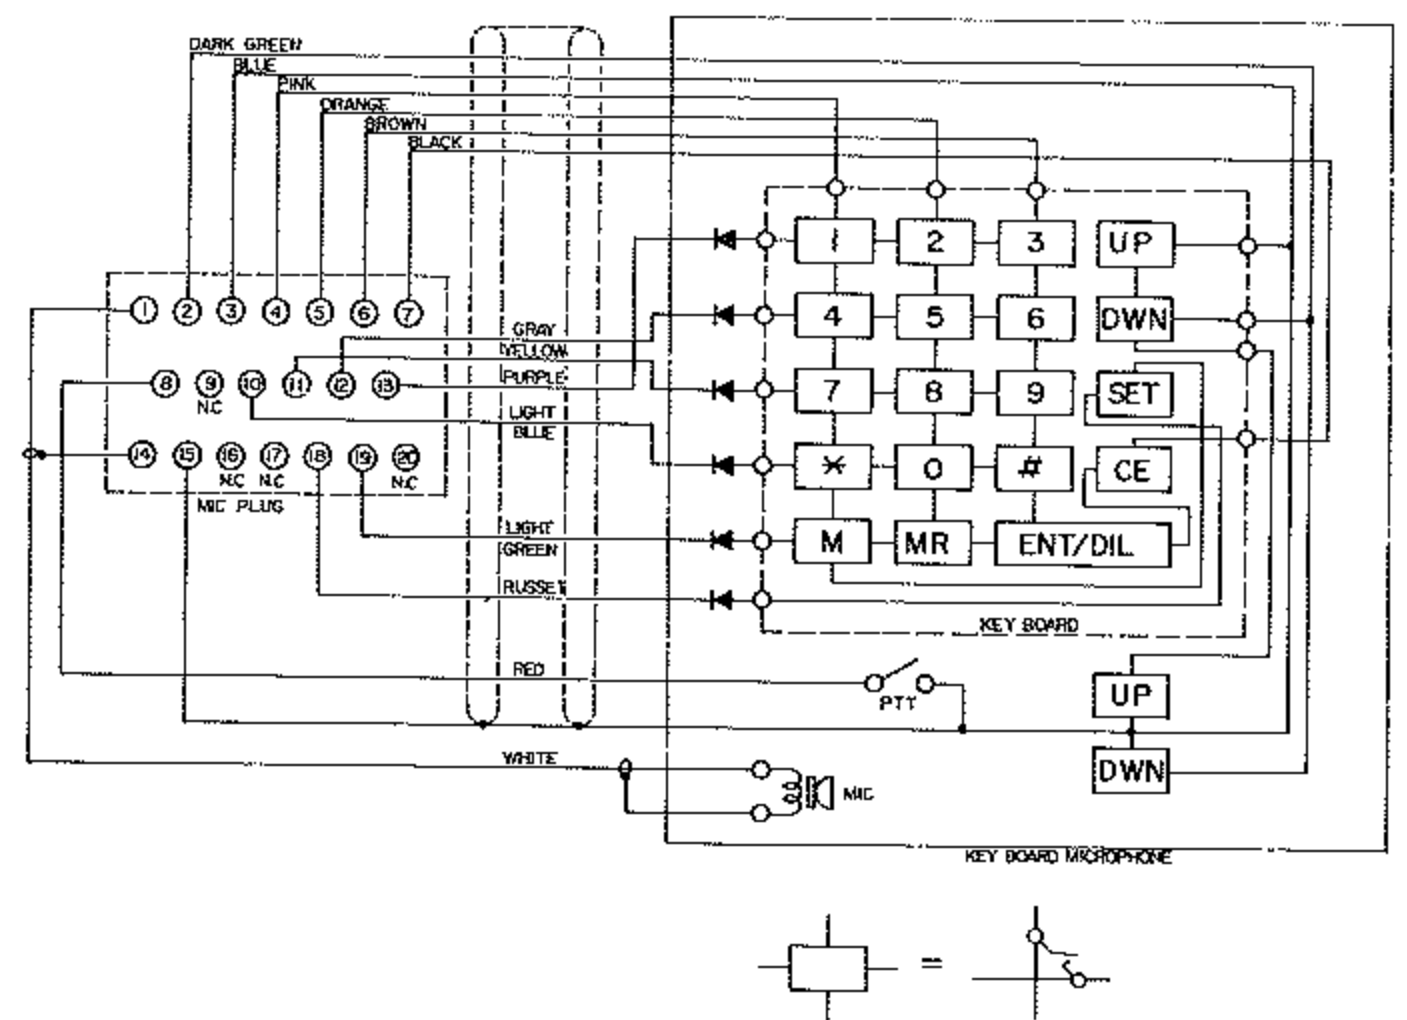 DARK GREEN
BLUE
PINK
ORANGE
BROWN
BLACK
1 2 3 UP
1 2 3 4 5 6 7
GRAY
4 5 6 DWN
YELLOW
PURPLE
8 9 10 11 12 13
N.C
7 8 9 SET
LIGHT
BLUE
14 15 16 17 18 19 20
N.C N.C N.C
* 0 # CE
MIC PLUG
LIGHT
GREEN
M MR ENT/DIL
RUSSET
KEY BOARD
RED
PTT
UP
WHITE
DWN
MIC
KEY BOARD MICROPHONE
=